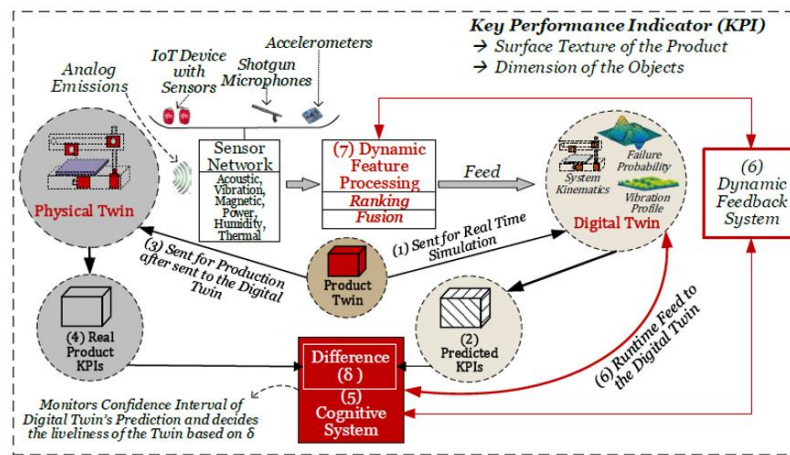 Key Performance Indicator (KPI)
→ Surface Texture of the Product
→ Dimension of the Objects
Accelerometers
IoT Device
with
Sensors
Shotgun
Microphones
Analog
Emissions
Sensor
Network
Acoustic,
Vibration,
Magnetic,
Power,
Humidity,
Thermal
(7) Dynamic
Feature
Processing
Ranking
Fusion
Feed
System
Kinematics
Failure
Probability
Vibration
Profile
Digital Twin
(6)
Dynamic
Feedback
System
Physical Twin
(3) Sent for Production
after sent to the Digital
Twin
Product
Twin
(1) Sent for Real Time
Simulation
(4) Real
Product
KPIs
(2)
Predicted
KPIs
(6) Runtime Feed to
the Digital Twin
Difference
(δ)
(5)
Cognitive
System
Monitors Confidence Interval of
Digital Twin's Prediction and decides
the liveliness of the Twin based on δ